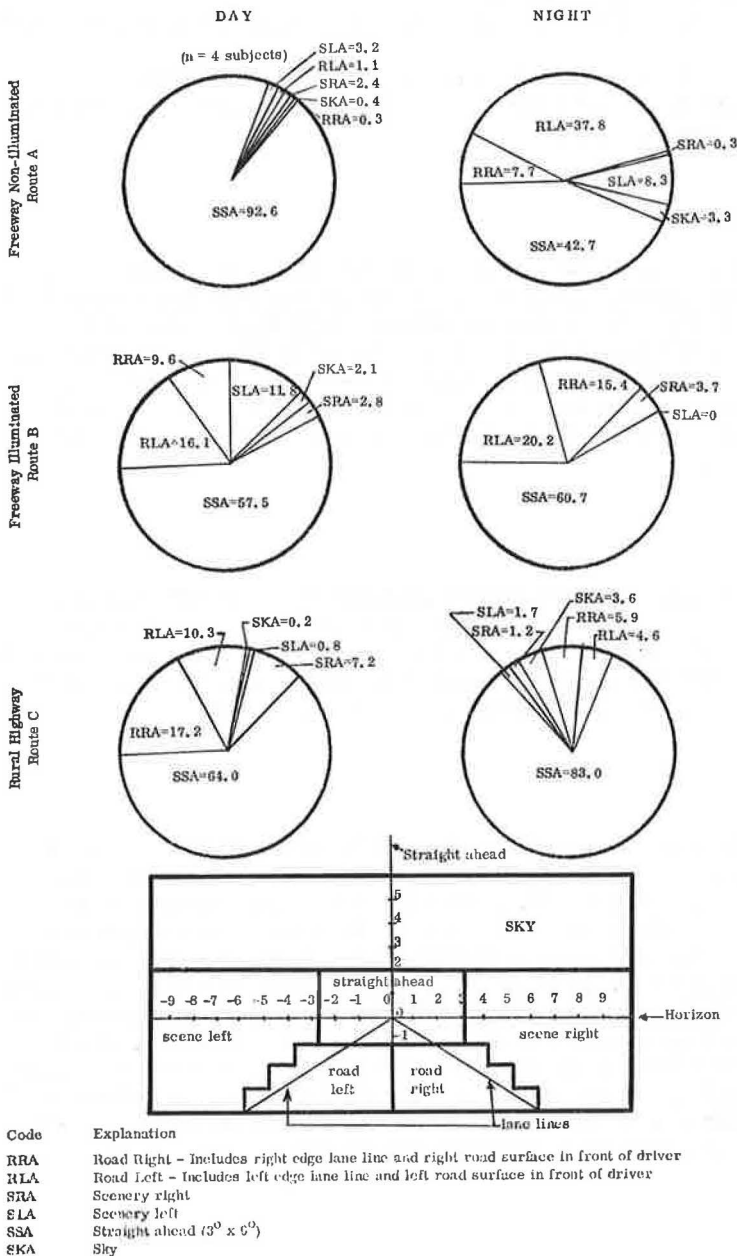 DAY NIGHT
Freeway Non-illuminated
Route A
(n = 4 subjects)
SLA=3.2
RLA=1.1
SRA=2.4
SKA=0.4
RRA=0.3
SSA=92.6
RLA=37.8
SRA=0.3
RRA=7.7
SLA=8.3
SKA=3.3
SSA=42.7
Freeway Illuminated
Route B
RRA=9.6
SLA=11.8
SKA=2.1
SRA=2.8
RLA=16.1
SSA=57.5
RRA=15.4
SRA=3.7
SLA=0
RLA=20.2
SSA=60.7
Rural Highway
Route C
RLA=10.3
SKA=0.2
SLA=0.8
SRA=7.2
RRA=17.2
SSA=64.0
SLA=1.7
SRA=1.2
SKA=3.6
RRA=5.9
RLA=4.6
SSA=83.0
Straight ahead
5
4
3
2
SKY
straight ahead
-9 -8 -7 -6 -5 -4 -3 -2 -1 0 1 2 3 4 5 6 7 8 9
0
-1
Horizon
scene left
scene right
road left
road right
lane lines
Code Explanation
RRA Road Right - Includes right edge lane line and right road surface in front of driver
RLA Road Left - Includes left edge lane line and left road surface in front of driver
SRA Scenery right
SLA Scenery left
SSA Straight ahead (3° x 6°)
SKA Sky